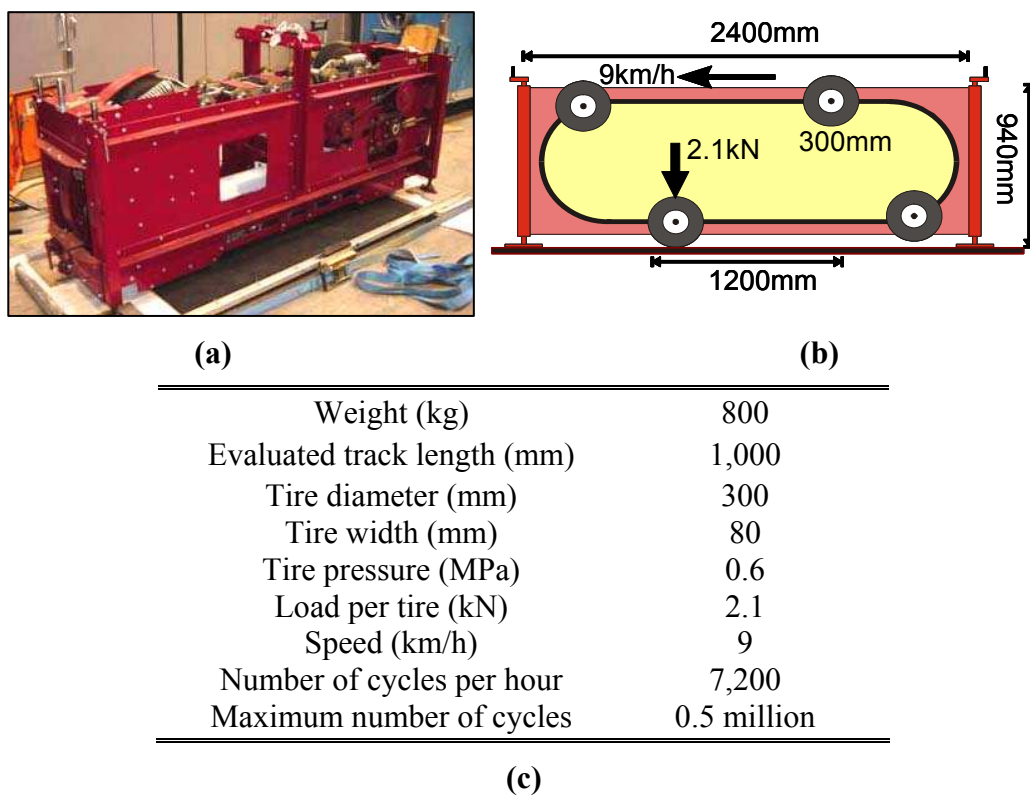 2400mm
9km/h
300mm
2.1kN
940mm
1200mm
(a)
(b)
Weight (kg) 800
Evaluated track length (mm) 1,000
Tire diameter (mm) 300
Tire width (mm) 80
Tire pressure (MPa) 0.6
Load per tire (kN) 2.1
Speed (km/h) 9
Number of cycles per hour 7,200
Maximum number of cycles 0.5 million
(c)